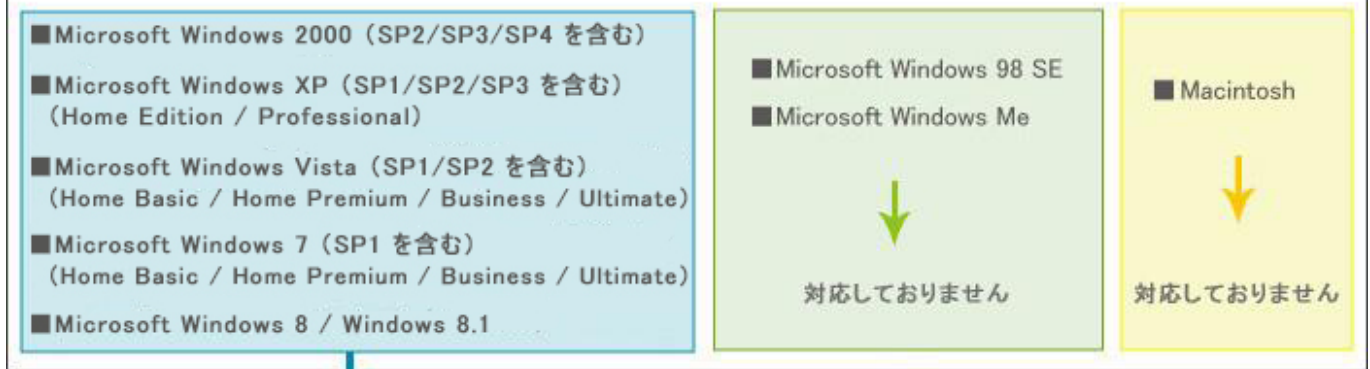 ■Microsoft Windows 2000（SP2/SP3/SP4 を含む）
■Microsoft Windows XP（SP1/SP2/SP3 を含む）
（Home Edition / Professional）
■Microsoft Windows Vista（SP1/SP2 を含む）
（Home Basic / Home Premium / Business / Ultimate）
■Microsoft Windows 7（SP1 を含む）
（Home Basic / Home Premium / Business / Ultimate）
■Microsoft Windows 8 / Windows 8.1
■Microsoft Windows 98 SE
■Microsoft Windows Me
対応しておりません
■Macintosh
対応しておりません